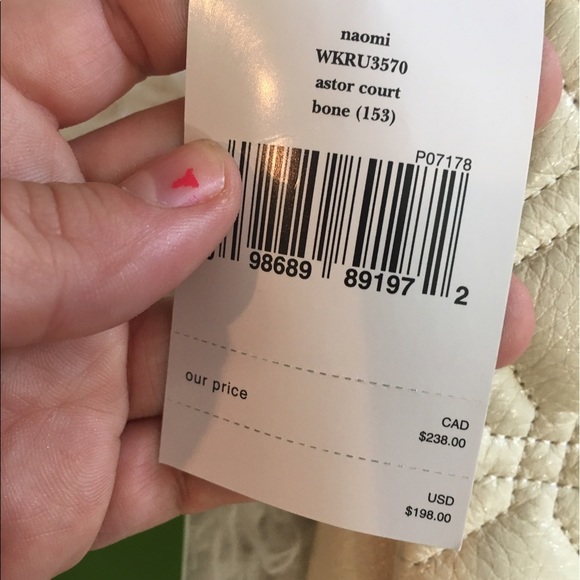 naomi
WKRU3570
astor court
bone (153)
P07178
98689 89197 2
our price
CAD
$238.00
USD
$198.00